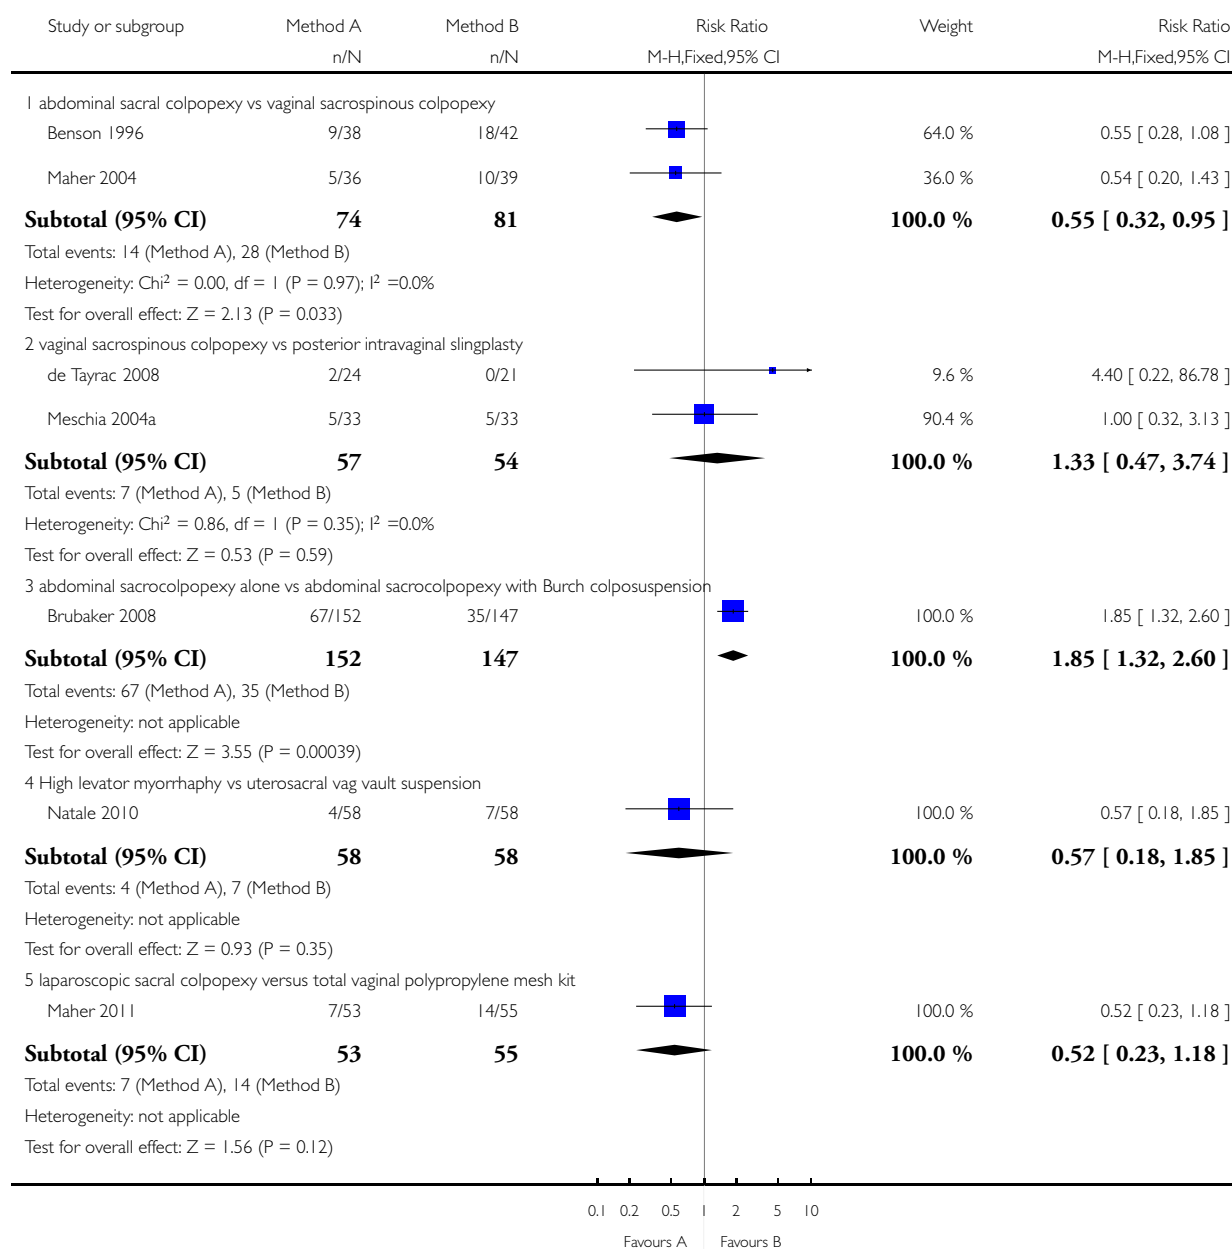 Study or subgroup Method A Method B Risk Ratio Weight Risk Ratio
n/N n/N M-H,Fixed,95% CI M-H,Fixed,95% CI
1 abdominal sacral colpopexy vs vaginal sacrospinous colpopexy
Benson 1996 9/38 18/42 64.0 % 0.55 [ 0.28, 1.08 ]
Maher 2004 5/36 10/39 36.0 % 0.54 [ 0.20, 1.43 ]
Subtotal (95% CI) 74 81 100.0 % 0.55 [ 0.32, 0.95 ]
Total events: 14 (Method A), 28 (Method B)
Heterogeneity: Chi² = 0.00, df = 1 (P = 0.97); I² =0.0%
Test for overall effect: Z = 2.13 (P = 0.033)
2 vaginal sacrospinous colpopexy vs posterior intravaginal slingplasty
de Tayrac 2008 2/24 0/21 9.6 % 4.40 [ 0.22, 86.78 ]
Meschia 2004a 5/33 5/33 90.4 % 1.00 [ 0.32, 3.13 ]
Subtotal (95% CI) 57 54 100.0 % 1.33 [ 0.47, 3.74 ]
Total events: 7 (Method A), 5 (Method B)
Heterogeneity: Chi² = 0.86, df = 1 (P = 0.35); I² =0.0%
Test for overall effect: Z = 0.53 (P = 0.59)
3 abdominal sacrocolpopexy alone vs abdominal sacrocolpopexy with Burch colposuspension
Brubaker 2008 67/152 35/147 100.0 % 1.85 [ 1.32, 2.60 ]
Subtotal (95% CI) 152 147 100.0 % 1.85 [ 1.32, 2.60 ]
Total events: 67 (Method A), 35 (Method B)
Heterogeneity: not applicable
Test for overall effect: Z = 3.55 (P = 0.00039)
4 High levator myorrhaphy vs uterosacral vag vault suspension
Natale 2010 4/58 7/58 100.0 % 0.57 [ 0.18, 1.85 ]
Subtotal (95% CI) 58 58 100.0 % 0.57 [ 0.18, 1.85 ]
Total events: 4 (Method A), 7 (Method B)
Heterogeneity: not applicable
Test for overall effect: Z = 0.93 (P = 0.35)
5 laparoscopic sacral colpopexy versus total vaginal polypropylene mesh kit
Maher 2011 7/53 14/55 100.0 % 0.52 [ 0.23, 1.18 ]
Subtotal (95% CI) 53 55 100.0 % 0.52 [ 0.23, 1.18 ]
Total events: 7 (Method A), 14 (Method B)
Heterogeneity: not applicable
Test for overall effect: Z = 1.56 (P = 0.12)
0.1 0.2 0.5 1 2 5 10
Favours A Favours B